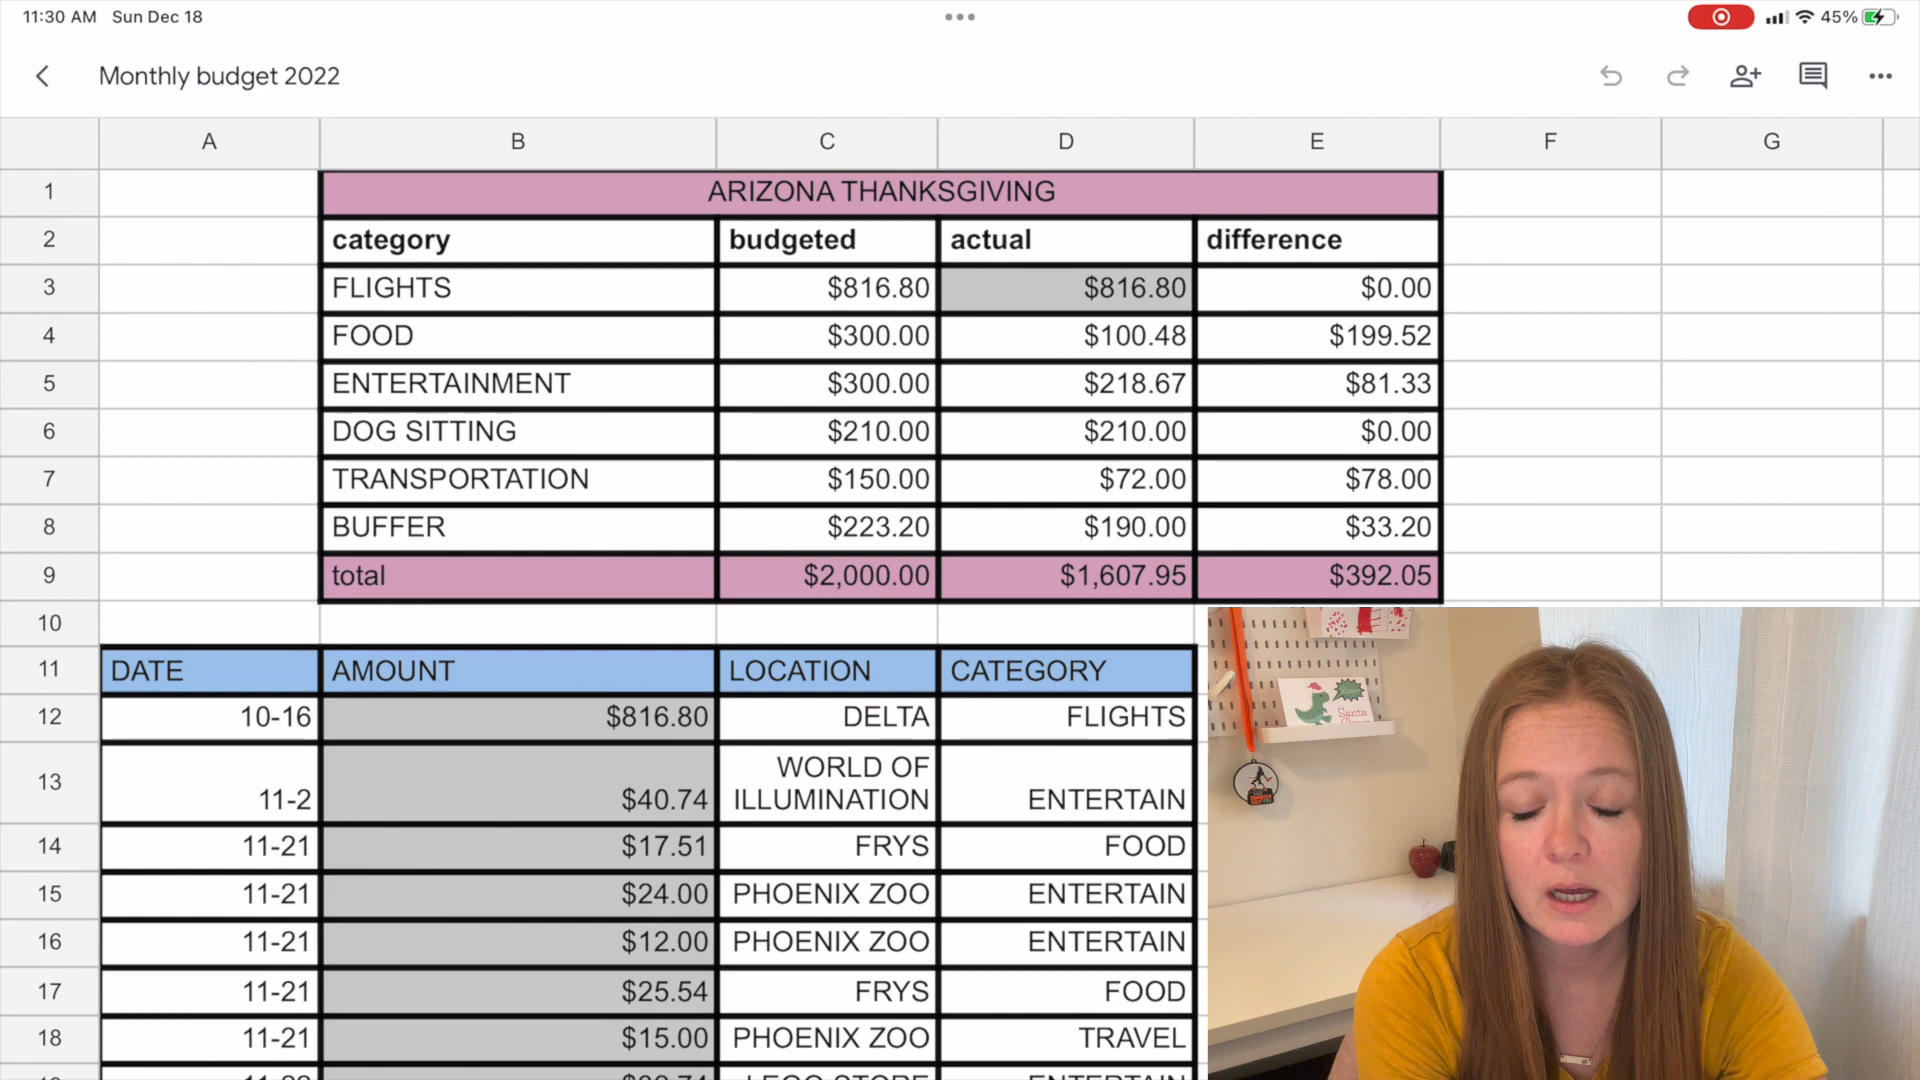 11:30 AM Sun Dec 18
45%
Monthly budget 2022
A B C D E F G
1 ARIZONA THANKSGIVING
2 category budgeted actual difference
3 FLIGHTS $816.80 $816.80 $0.00
4 FOOD $300.00 $100.48 $199.52
5 ENTERTAINMENT $300.00 $218.67 $81.33
6 DOG SITTING $210.00 $210.00 $0.00
7 TRANSPORTATION $150.00 $72.00 $78.00
8 BUFFER $223.20 $190.00 $33.20
9 total $2,000.00 $1,607.95 $392.05
10
11 DATE AMOUNT LOCATION CATEGORY
12 10-16 $816.80 DELTA FLIGHTS
WORLD OF
13 11-2 $40.74 ILLUMINATION ENTERTAIN
14 11-21 $17.51 FRYS FOOD
15 11-21 $24.00 PHOENIX ZOO ENTERTAIN
16 11-21 $12.00 PHOENIX ZOO ENTERTAIN
17 11-21 $25.54 FRYS FOOD
18 11-21 $15.00 PHOENIX ZOO TRAVEL
Santa